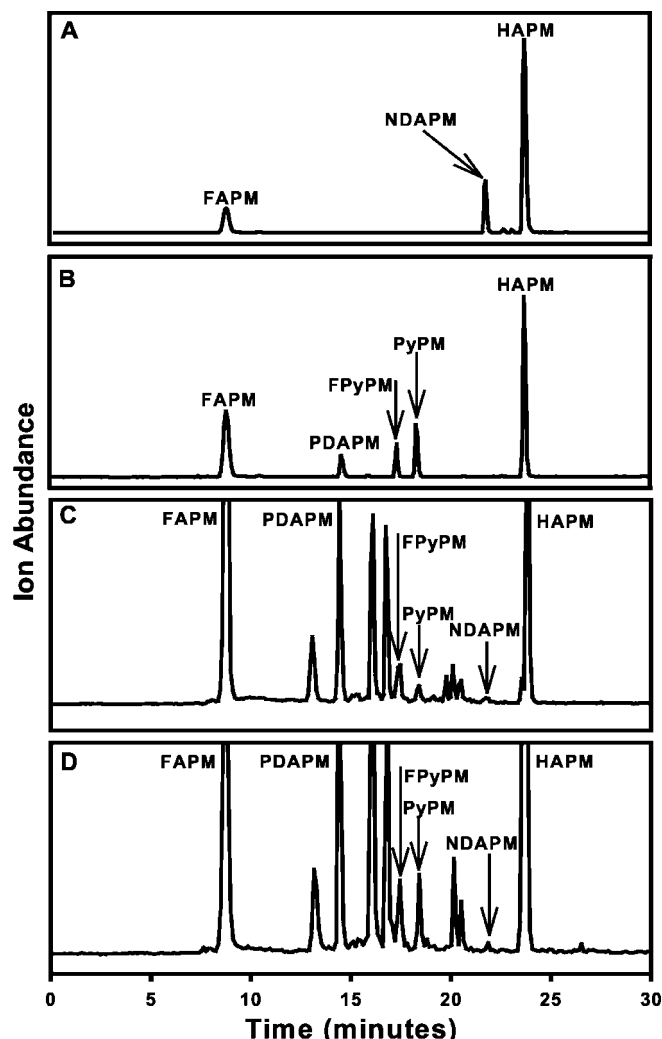 A
HAPM
NDAPM
FAPM
B
HAPM
PyPM
FPyPM
FAPM
PDAPM
Ion Abundance
C
FAPM
PDAPM
HAPM
FPyPM
PyPM
NDAPM
D
FAPM
PDAPM
HAPM
FPyPM
PyPM
NDAPM
0 5 10 15 20 25 30
Time (minutes)